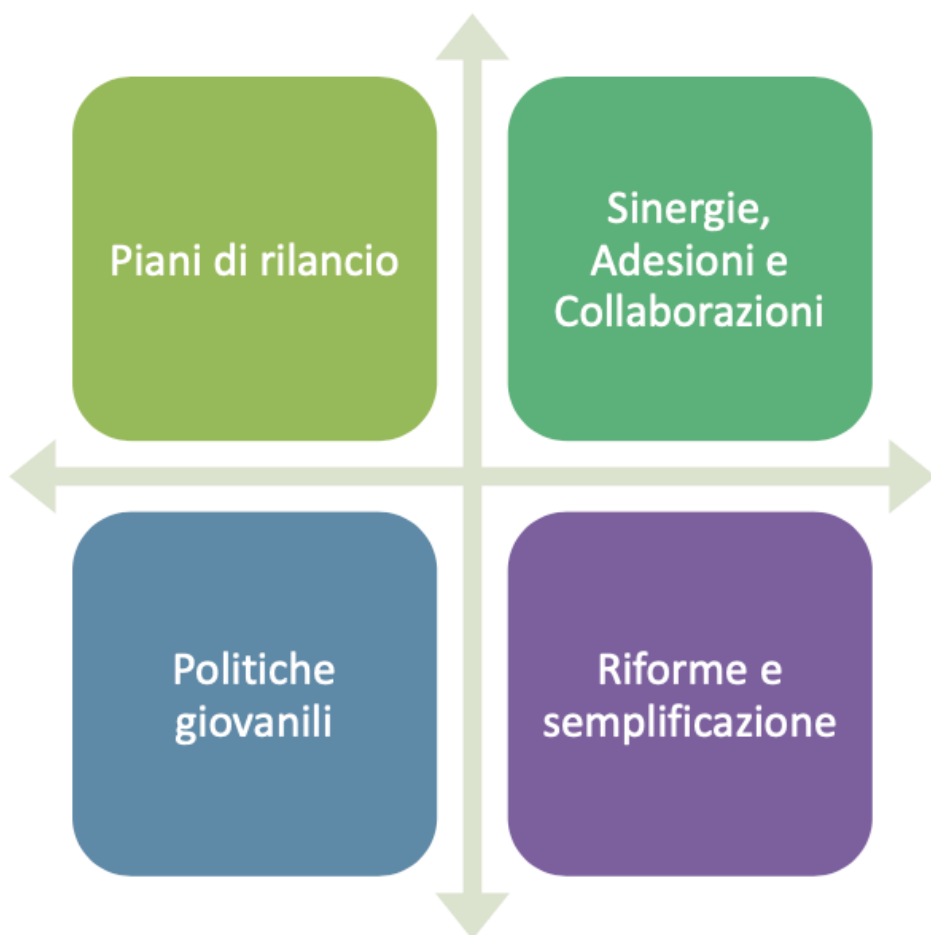 Piani di rilancio
Sinergie,
Adesioni e
Collaborazioni
Politiche
giovanili
Riforme e
semplificazione